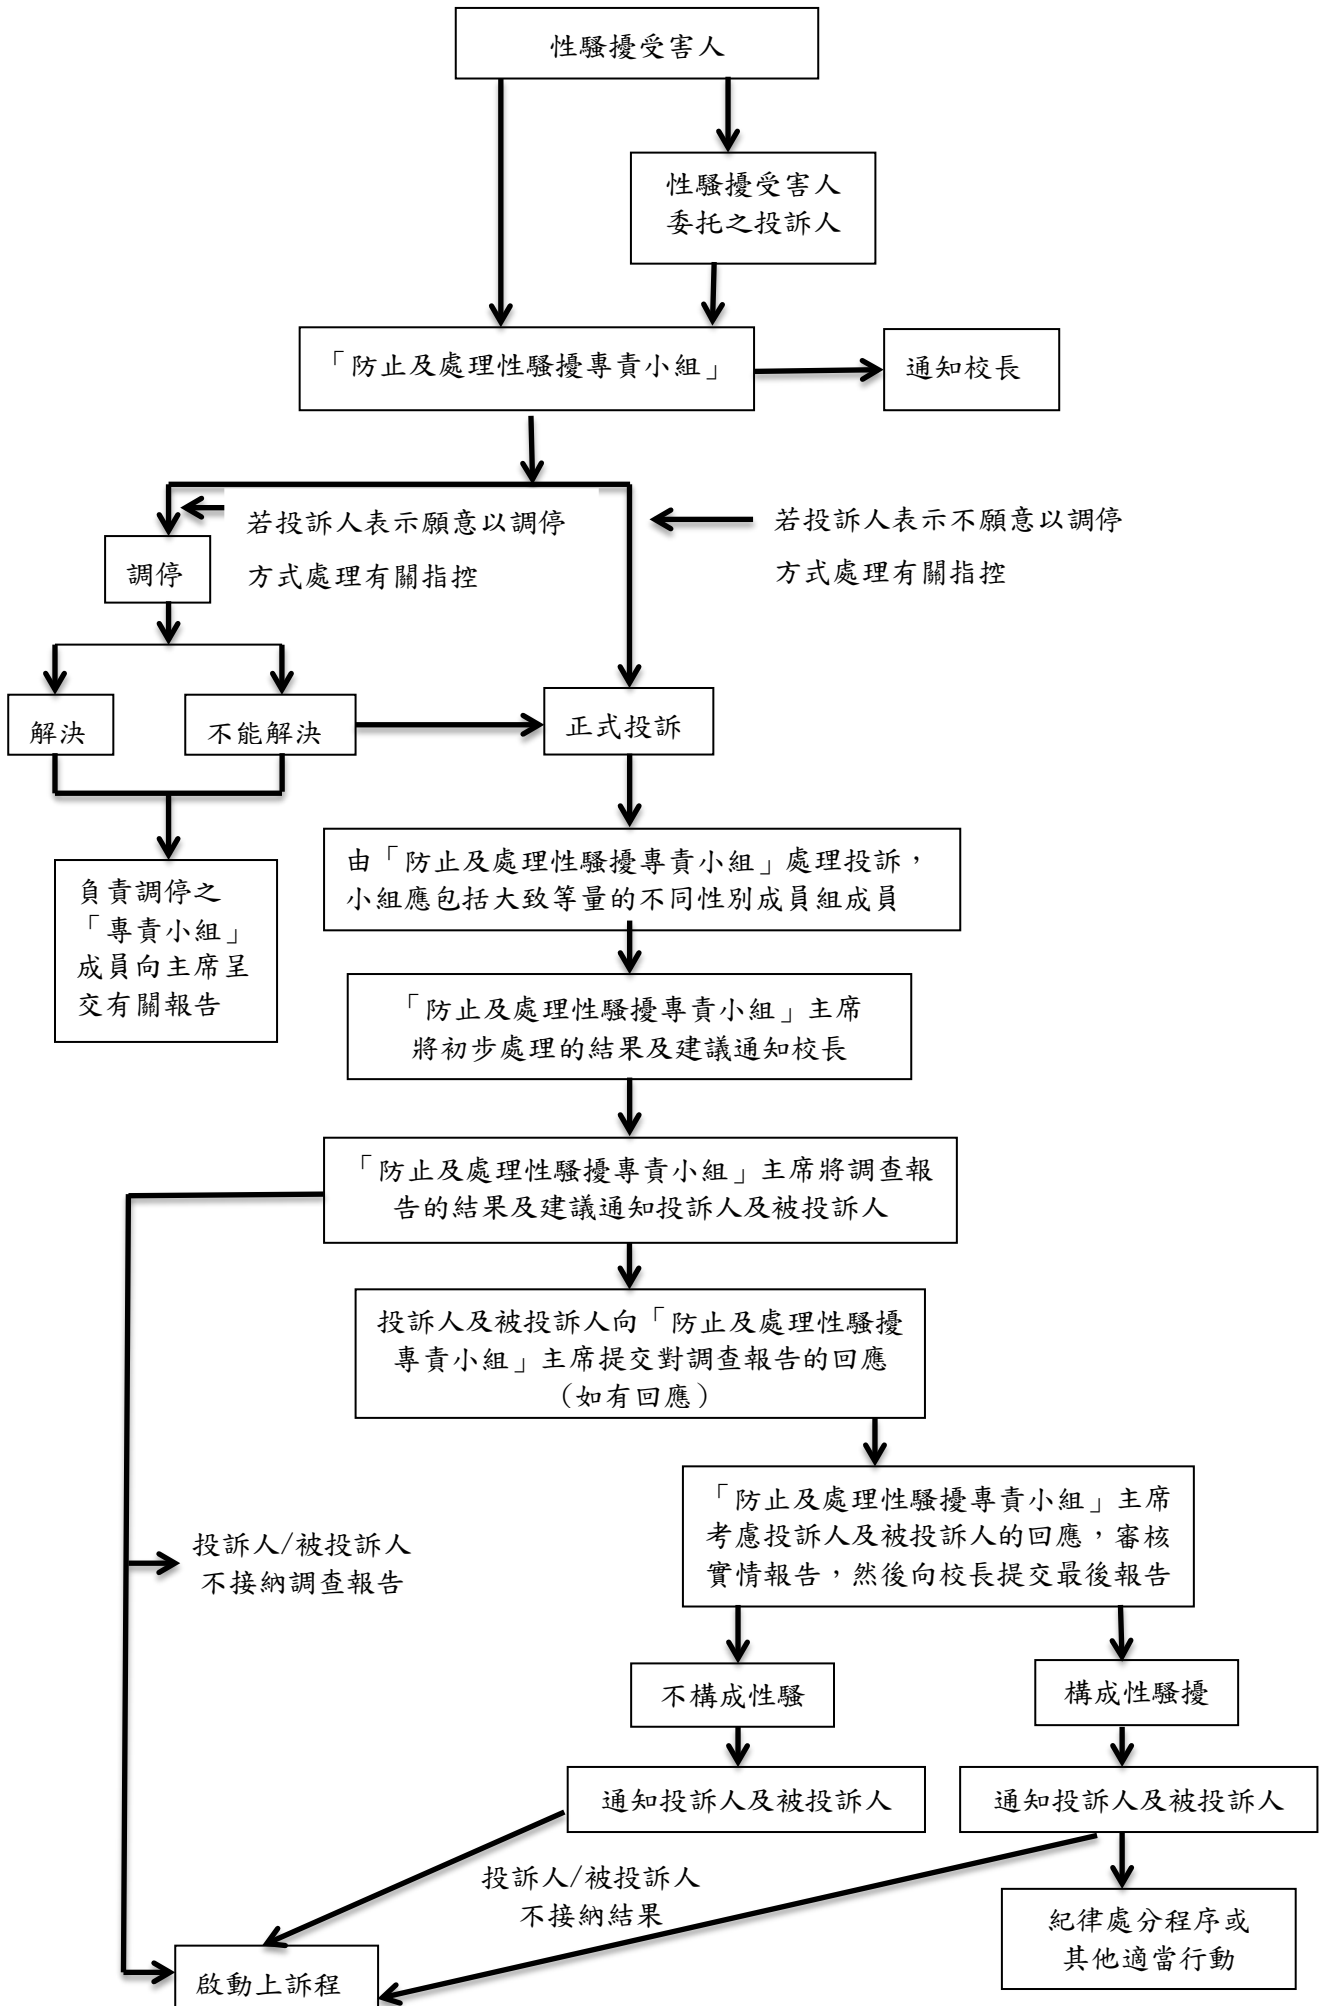 性騷擾受害人
性騷擾受害人
委托之投訴人
「防止及處理性騷擾專責小組」
通知校長
若投訴人表示願意以調停
方式處理有關指控
若投訴人表示不願意以調停
方式處理有關指控
調停
解決
不能解決
正式投訴
負責調停之
「專責小組」
成員向主席呈
交有關報告
由「防止及處理性騷擾專責小組」處理投訴，
小組應包括大致等量的不同性別成員組成員
「防止及處理性騷擾專責小組」主席
將初步處理的結果及建議通知校長
「防止及處理性騷擾專責小組」主席將調查報
告的結果及建議通知投訴人及被投訴人
投訴人及被投訴人向「防止及處理性騷擾
專責小組」主席提交對調查報告的回應
（如有回應）
「防止及處理性騷擾專責小組」主席
考慮投訴人及被投訴人的回應，審核
實情報告，然後向校長提交最後報告
投訴人/被投訴人
不接納調查報告
不構成性騷
構成性騷擾
通知投訴人及被投訴人
通知投訴人及被投訴人
投訴人/被投訴人
不接納結果
紀律處分程序或
其他適當行動
啟動上訴程